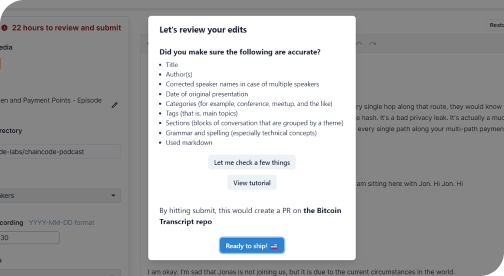 22 hours to review and submit
Let's review your edits
Resto
Did you make sure the following are accurate?
Title
Author(s)
Corrected speaker names in case of multiple speakers
Date of original presentation
Categories (for example, conference, meetup, and the like)
Tags (that is, main topics)
Sections (blocks of conversation that are grouped by a theme)
Grammar and spelling (especially technical concepts)
Used markdown
Let me check a few things
View tutorial
By hitting submit, this would create a PR on the Bitcoin
Transcript repo
Ready to ship!
edia
en and Payment Points - Episode
rectory
de-labs/chaincode-podcast
akers
cording YYYY-MM-DD format
30
s
ry single hop along that route, they would know
e hash. It's a bad privacy leak. It's actually a muc
every single path along your multi-path paymen
am sitting here with Jon. Hi Jon. Hi
I am okay. I'm sad that Jonas is not joining us, but it is due to the current circumstances in the world.